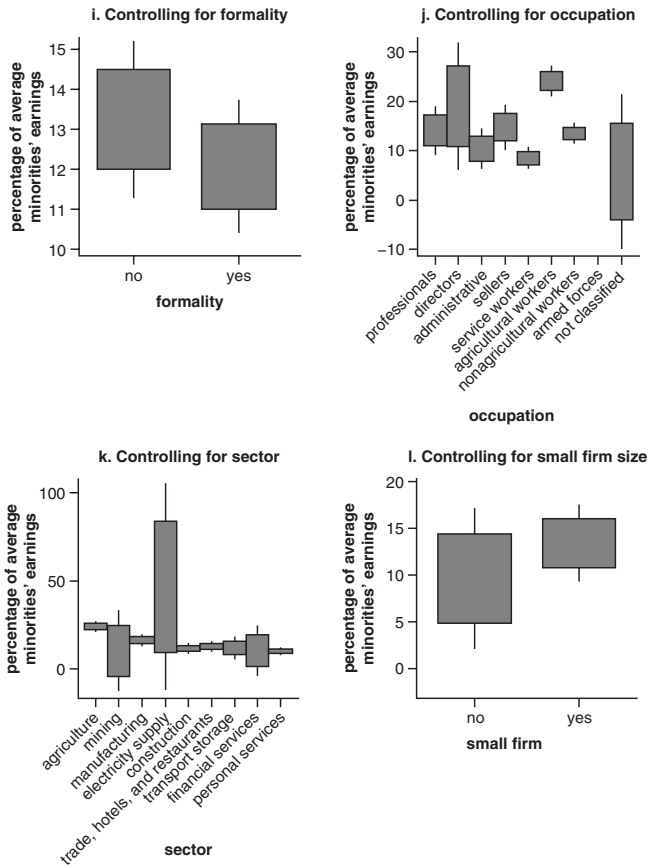 i. Controlling for formality
percentage of average
minorities' earnings
15
14
13
12
11
10
no
yes
formality
j. Controlling for occupation
percentage of average
minorities' earnings
30
20
10
0
–10
professionals
directors
administrative
sellers
service workers
agricultural workers
nonagricultural workers
armed forces
not classified
occupation
k. Controlling for sector
percentage of average
minorities' earnings
100
50
0
agriculture
mining
manufacturing
electricity supply
construction
trade, hotels, and restaurants
transport storage
financial services
personal services
sector
l. Controlling for small firm size
percentage of average
minorities' earnings
20
15
10
5
0
no
yes
small firm